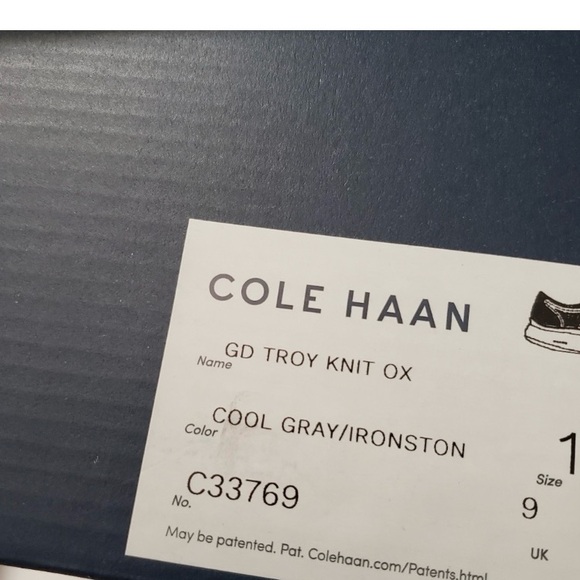 COLE HAAN
Name GD TROY KNIT OX
Color COOL GRAY/IRONSTON
No. C33769
Size 1
9
UK
May be patented. Pat. Colehaan.com/Patents.html